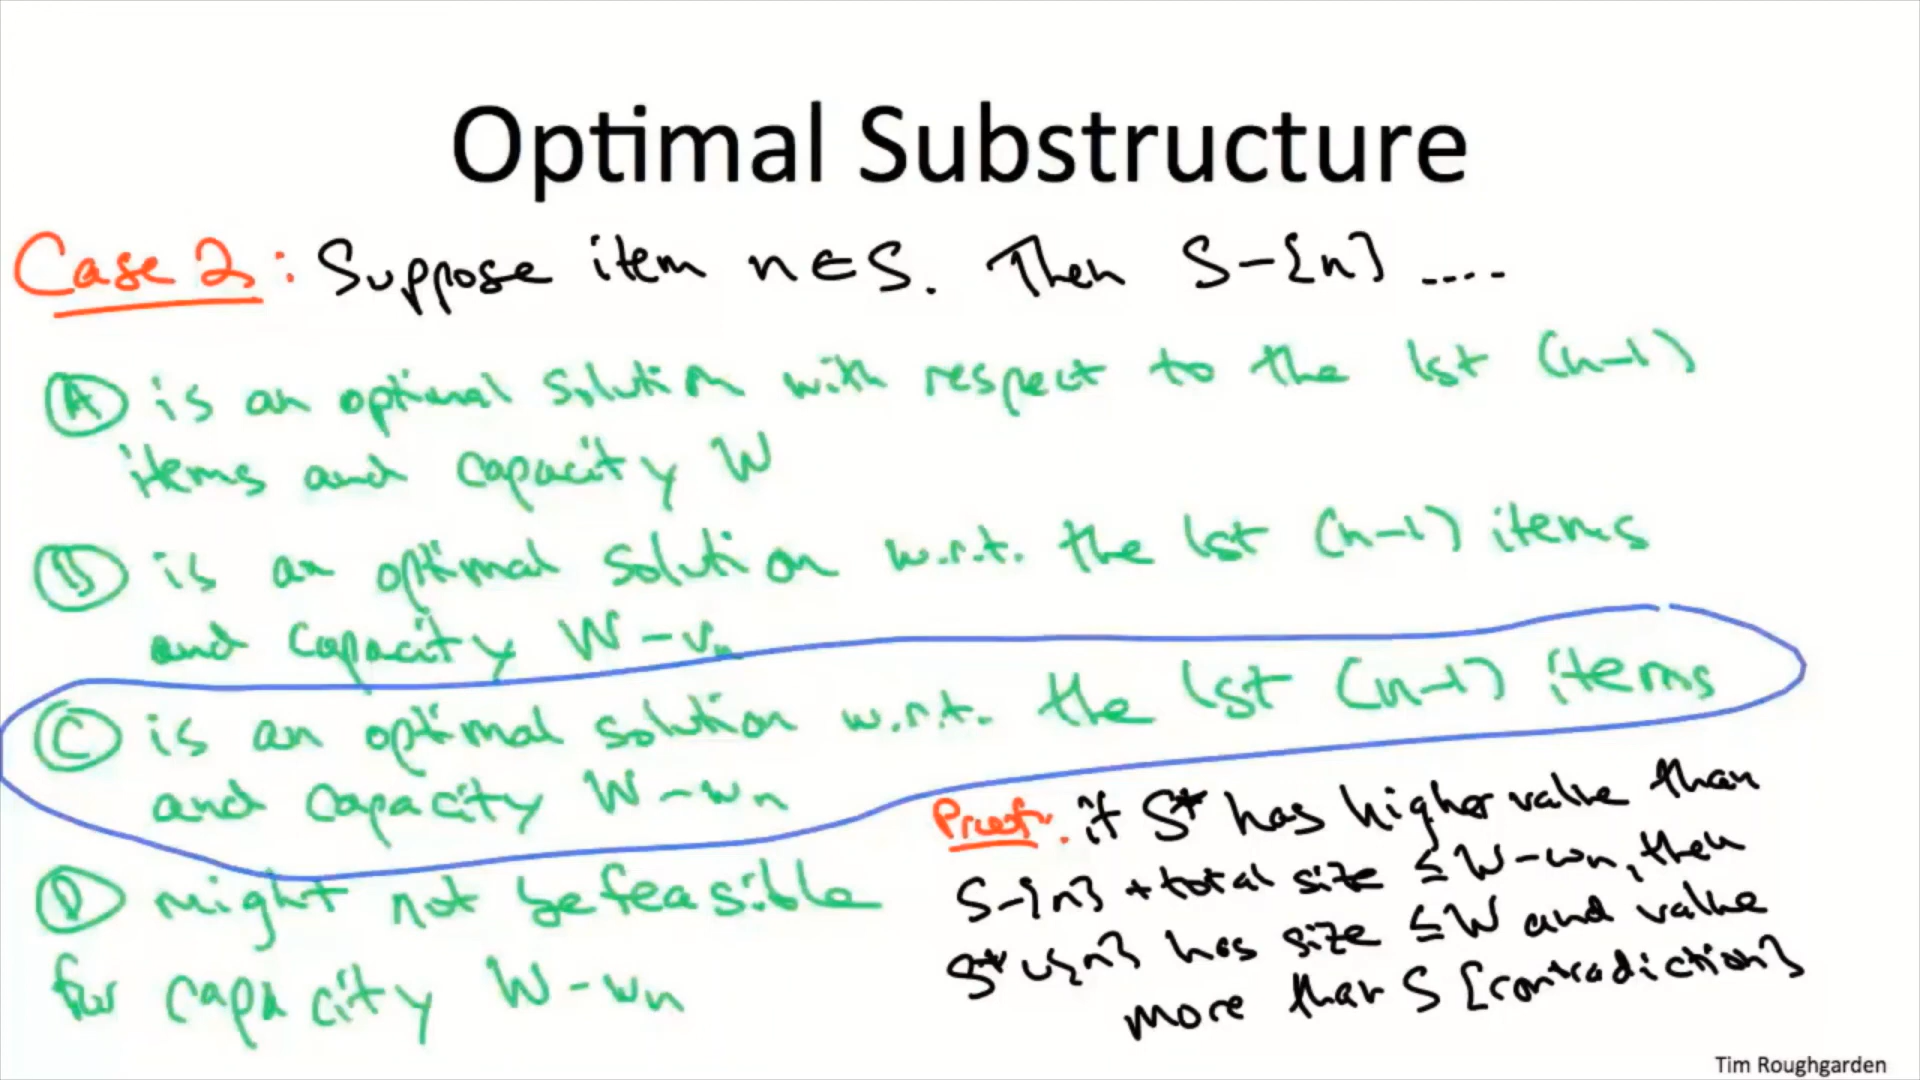 Optimal Substructure
Case 2: Suppose item n∈S. Then S-{n} ....
(A) is an optimal solution with respect to the 1st (n-1)
items and capacity W
(B) is an optimal solution w.r.t. the 1st (n-1) items
and capacity W-vn
(C) is an optimal solution w.r.t. the 1st (n-1) items
and capacity W-wn
(D) might not be feasible
for capacity W-wn
Proof: if S* has higher value than
S-{n} + total size ≤ W-wn, then
S* ∪{n} has size ≤ W and value
more than S [contradiction]
Tim Roughgarden